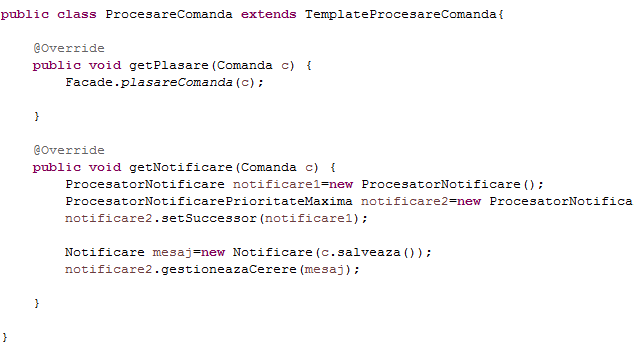 public class ProcesareComanda extends TemplateProcesareComanda{
@Override
public void getPlasare(Comanda c) {
Facade.plasareComanda(c);
}
@Override
public void getNotificare(Comanda c) {
ProcesatorNotificare notificare1=new ProcesatorNotificare();
ProcesatorNotificarePrioritateMaxima notificare2=new ProcesatorNotifica
notificare2.setSuccessor(notificare1);
Notificare mesaj=new Notificare(c.salveaza());
notificare2.gestioneazaCerere(mesaj);
}
}